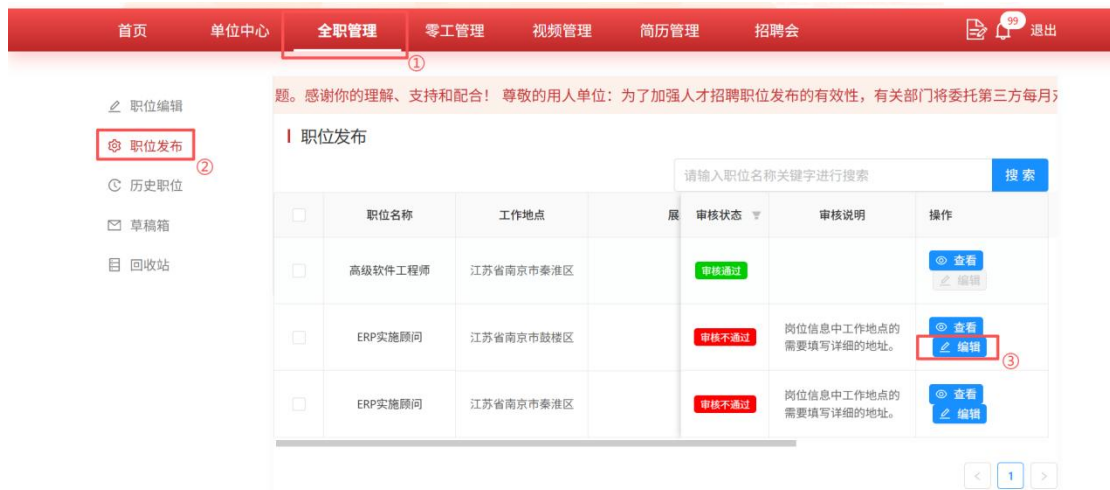 首页 单位中心 全职管理 零工管理 视频管理 简历管理 招聘会 99 退出
①
职位编辑
职位发布
②
历史职位
草稿箱
回收站
题。感谢你的理解、支持和配合！ 尊敬的用人单位：为了加强人才招聘职位发布的有效性，有关部门将委托第三方每月对
职位发布
请输入职位名称关键字进行搜索 搜 索
职位名称 工作地点 展 审核状态 审核说明 操作
高级软件工程师 江苏省南京市秦淮区 审核通过 查看
编辑
ERP实施顾问 江苏省南京市鼓楼区 审核不通过 岗位信息中工作地点的 查看
需要填写详细的地址。 编辑
③
ERP实施顾问 江苏省南京市秦淮区 审核不通过 岗位信息中工作地点的 查看
需要填写详细的地址。 编辑
< 1 >